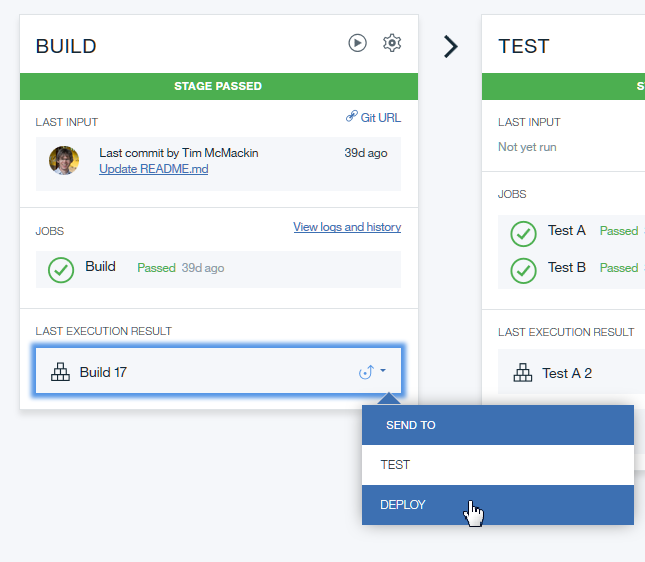 BUILD
STAGE PASSED
LAST INPUT
Git URL
Last commit by Tim McMackin
39d ago
Update README.md
JOBS
View logs and history
Build Passed 39d ago
LAST EXECUTION RESULT
Build 17
SEND TO
TEST
DEPLOY
TEST
LAST INPUT
Not yet run
JOBS
Test A Passed
Test B Passed
LAST EXECUTION RESULT
Test A 2